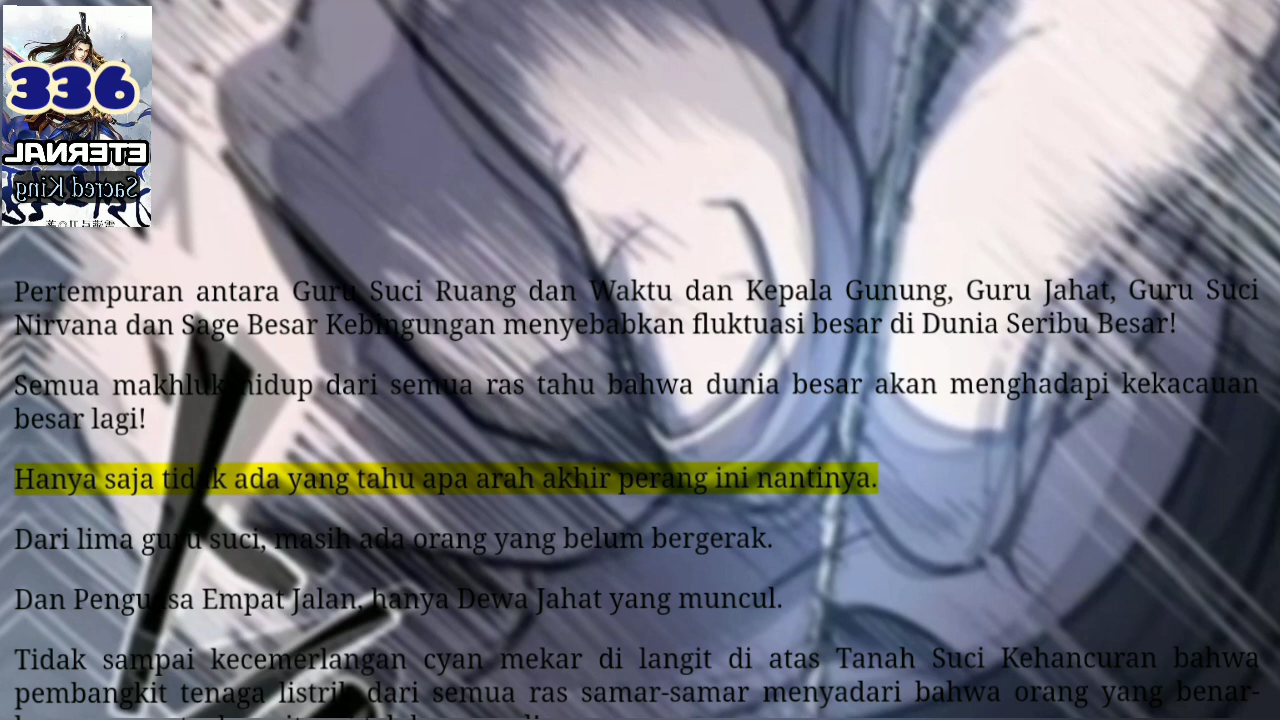 336
ETERNAL
Sacred King
Pertempuran antara Guru Suci Ruang dan Waktu dan Kepala Gunung, Guru Jahat, Guru Suci
Nirvana dan Sage Besar Kebingungan menyebabkan fluktuasi besar di Dunia Seribu Besar!
Semua makhluk hidup dari semua ras tahu bahwa dunia besar akan menghadapi kekacauan
besar lagi!
Hanya saja tidak ada yang tahu apa arah akhir perang ini nantinya.
Dari lima guru suci, masih ada orang yang belum bergerak.
Dan Penguasa Empat Jalan, hanya Dewa Jahat yang muncul.
Tidak sampai kecemerlangan cyan mekar di langit di atas Tanah Suci Kehancuran bahwa
pembangkit tenaga listrik dari semua ras samar-samar menyadari bahwa orang yang benar-